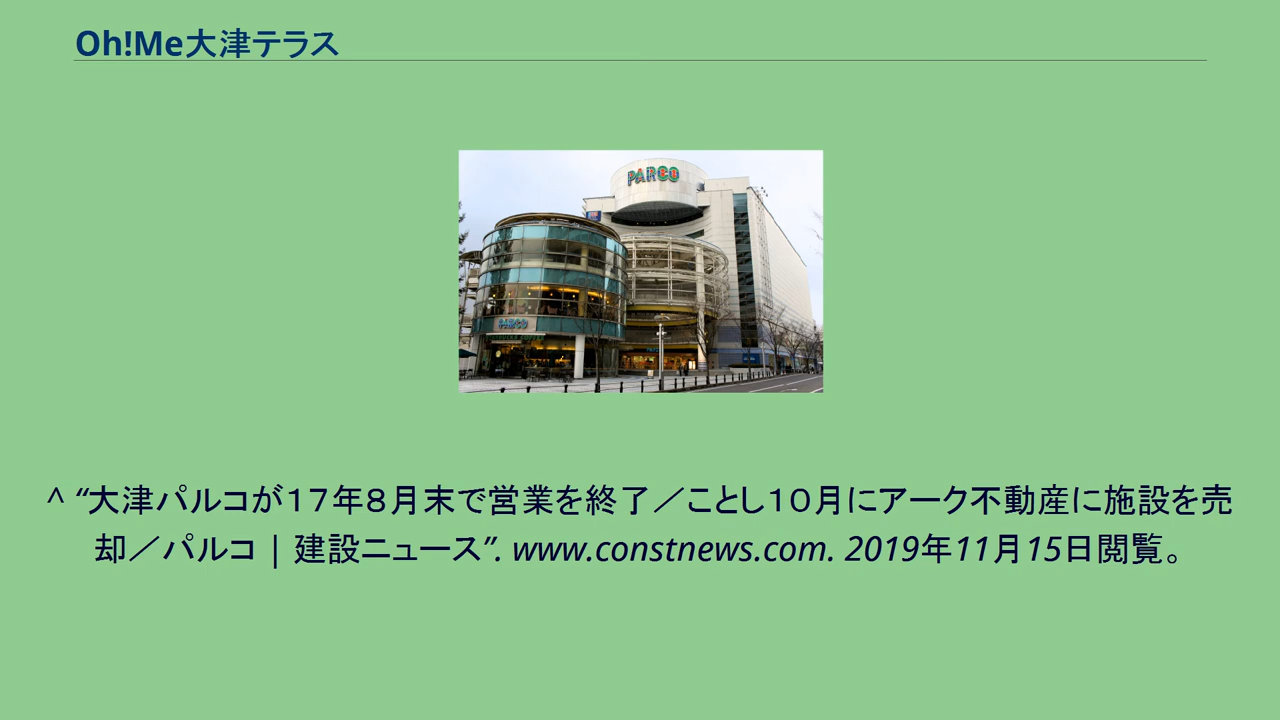 Oh!Me大津テラス
PARCO
PARCO
^ “大津パルコが１７年８月末で営業を終了／ことし１０月にアーク不動産に施設を売
却／パルコ | 建設ニュース”. www.constnews.com. 2019年11月15日閲覧。